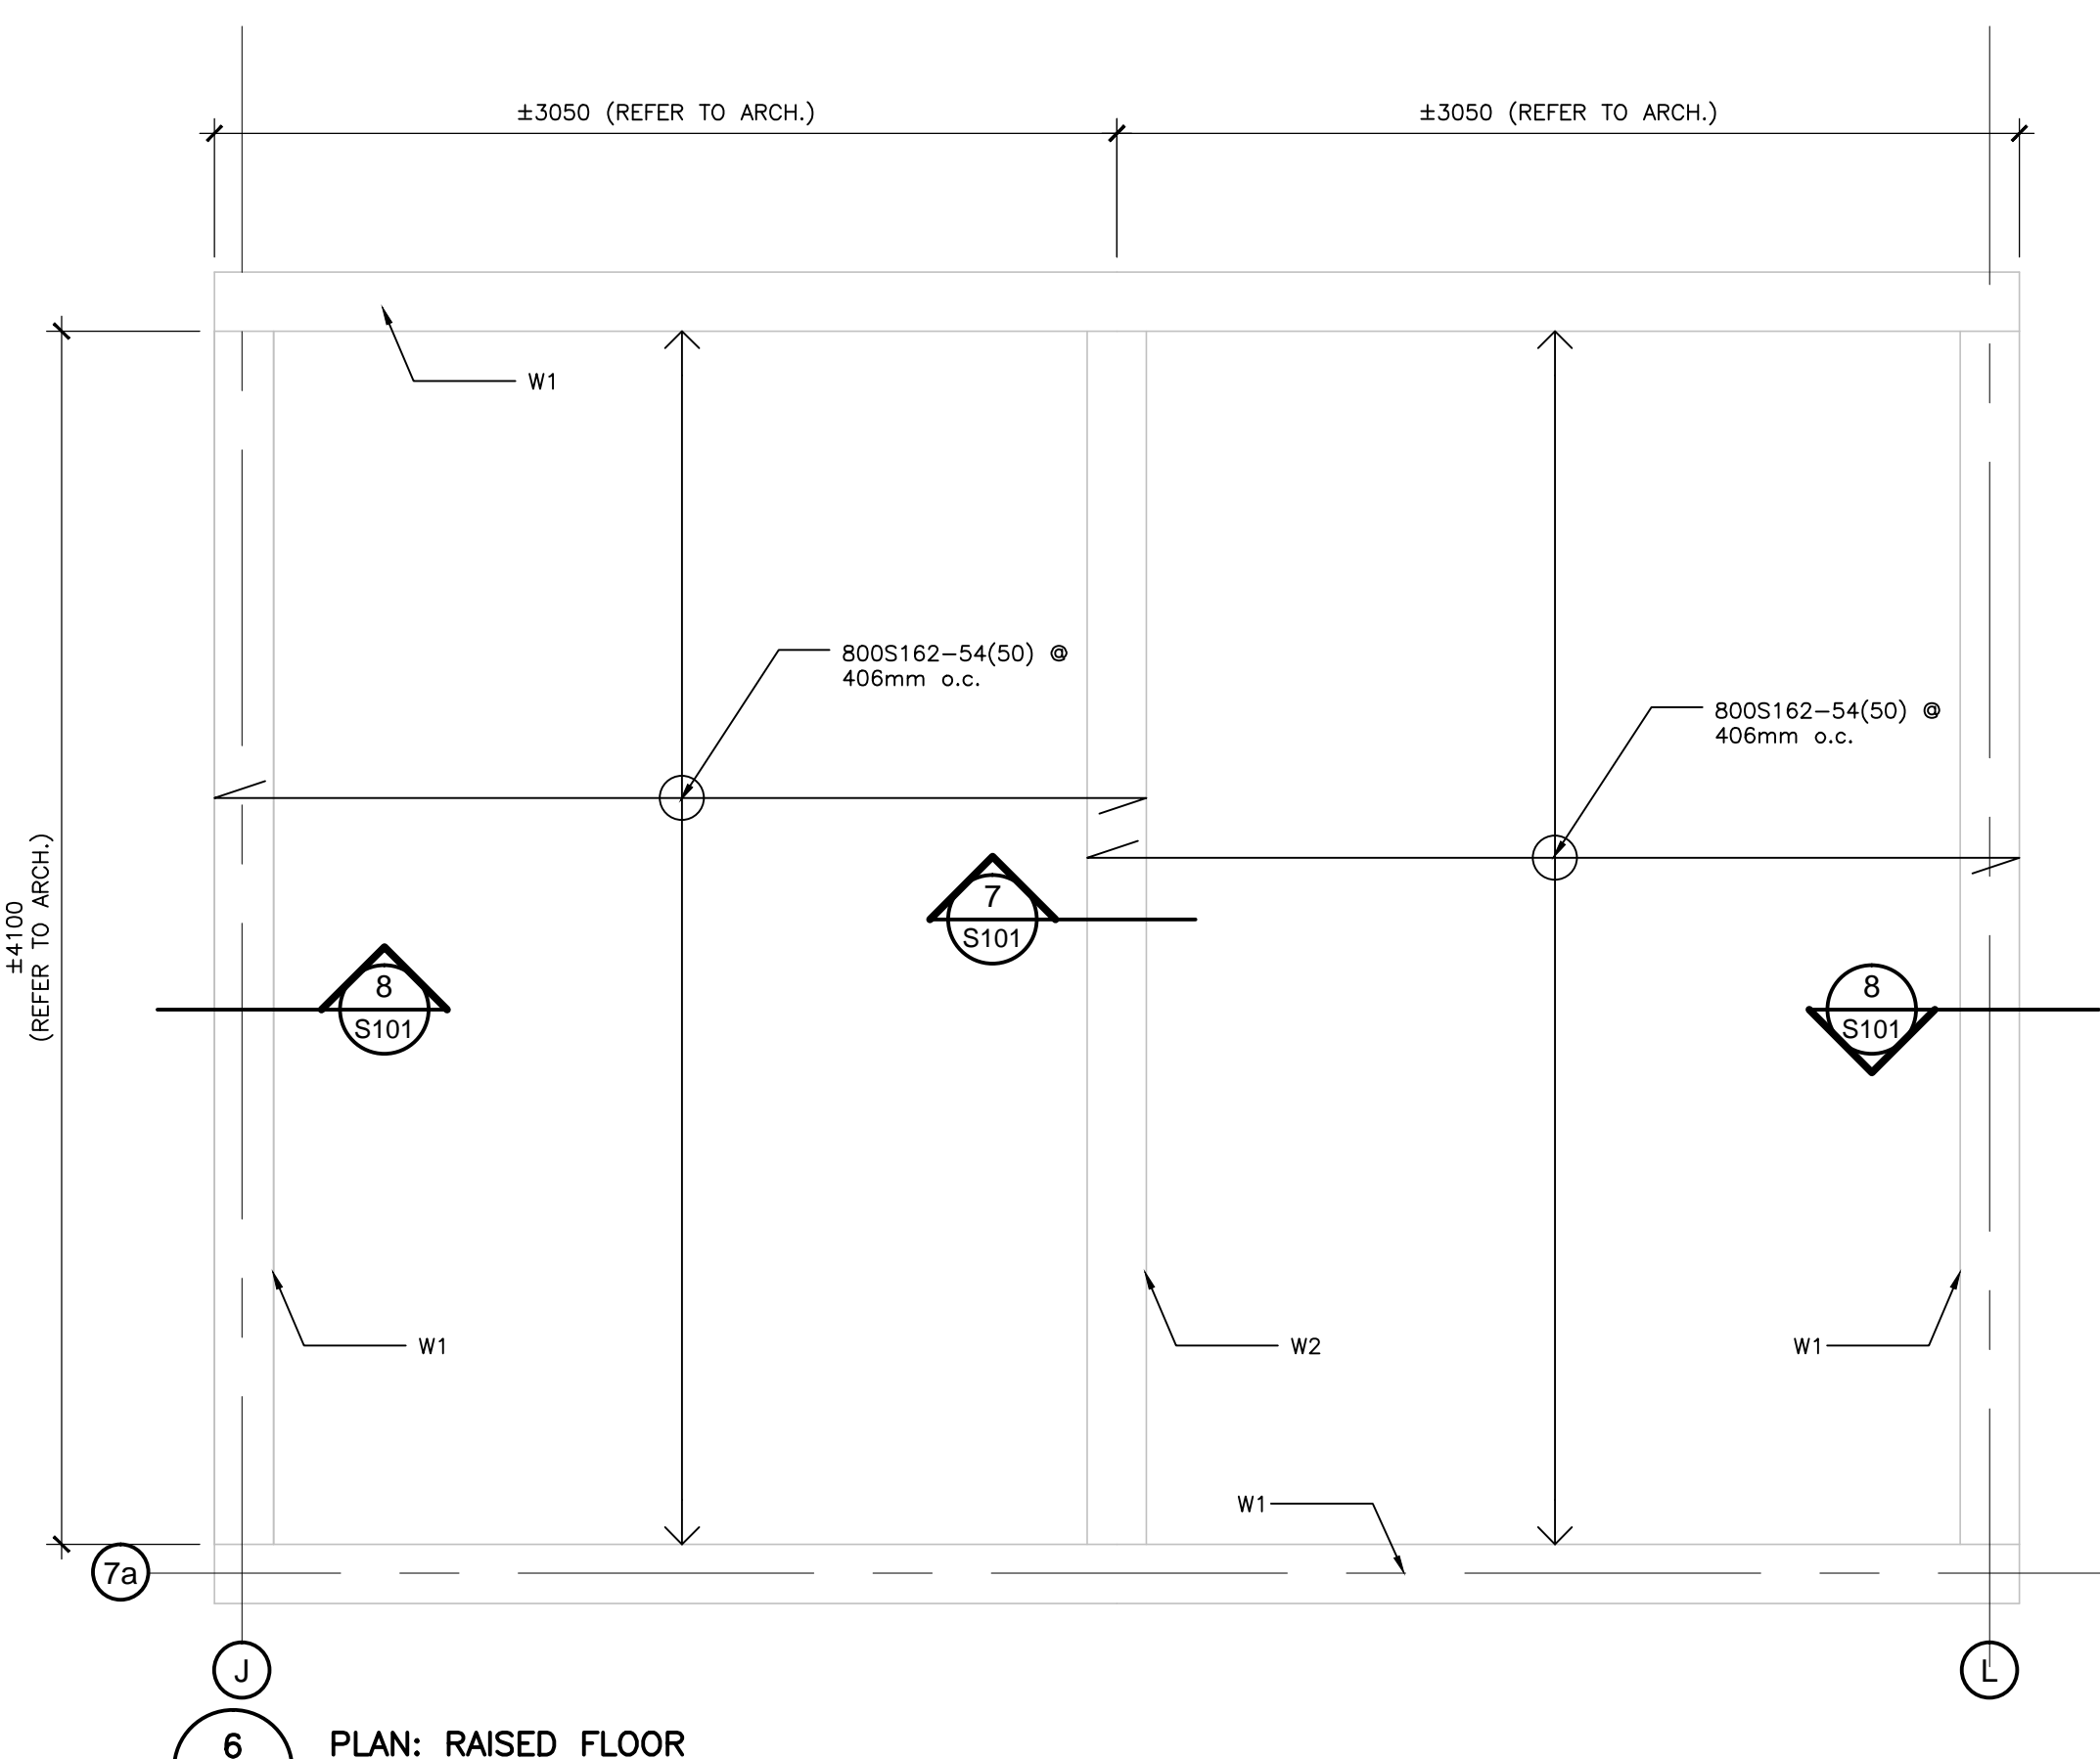 ±3050 (REFER TO ARCH.)
±3050 (REFER TO ARCH.)
W1
800S162-54(50) @
406mm o.c.
800S162-54(50) @
406mm o.c.
±4100
(REFER TO ARCH.)
7
S101
8
S101
8
S101
W1
W2
W1
W1
7a
J
L
6
PLAN: RAISED FLOOR